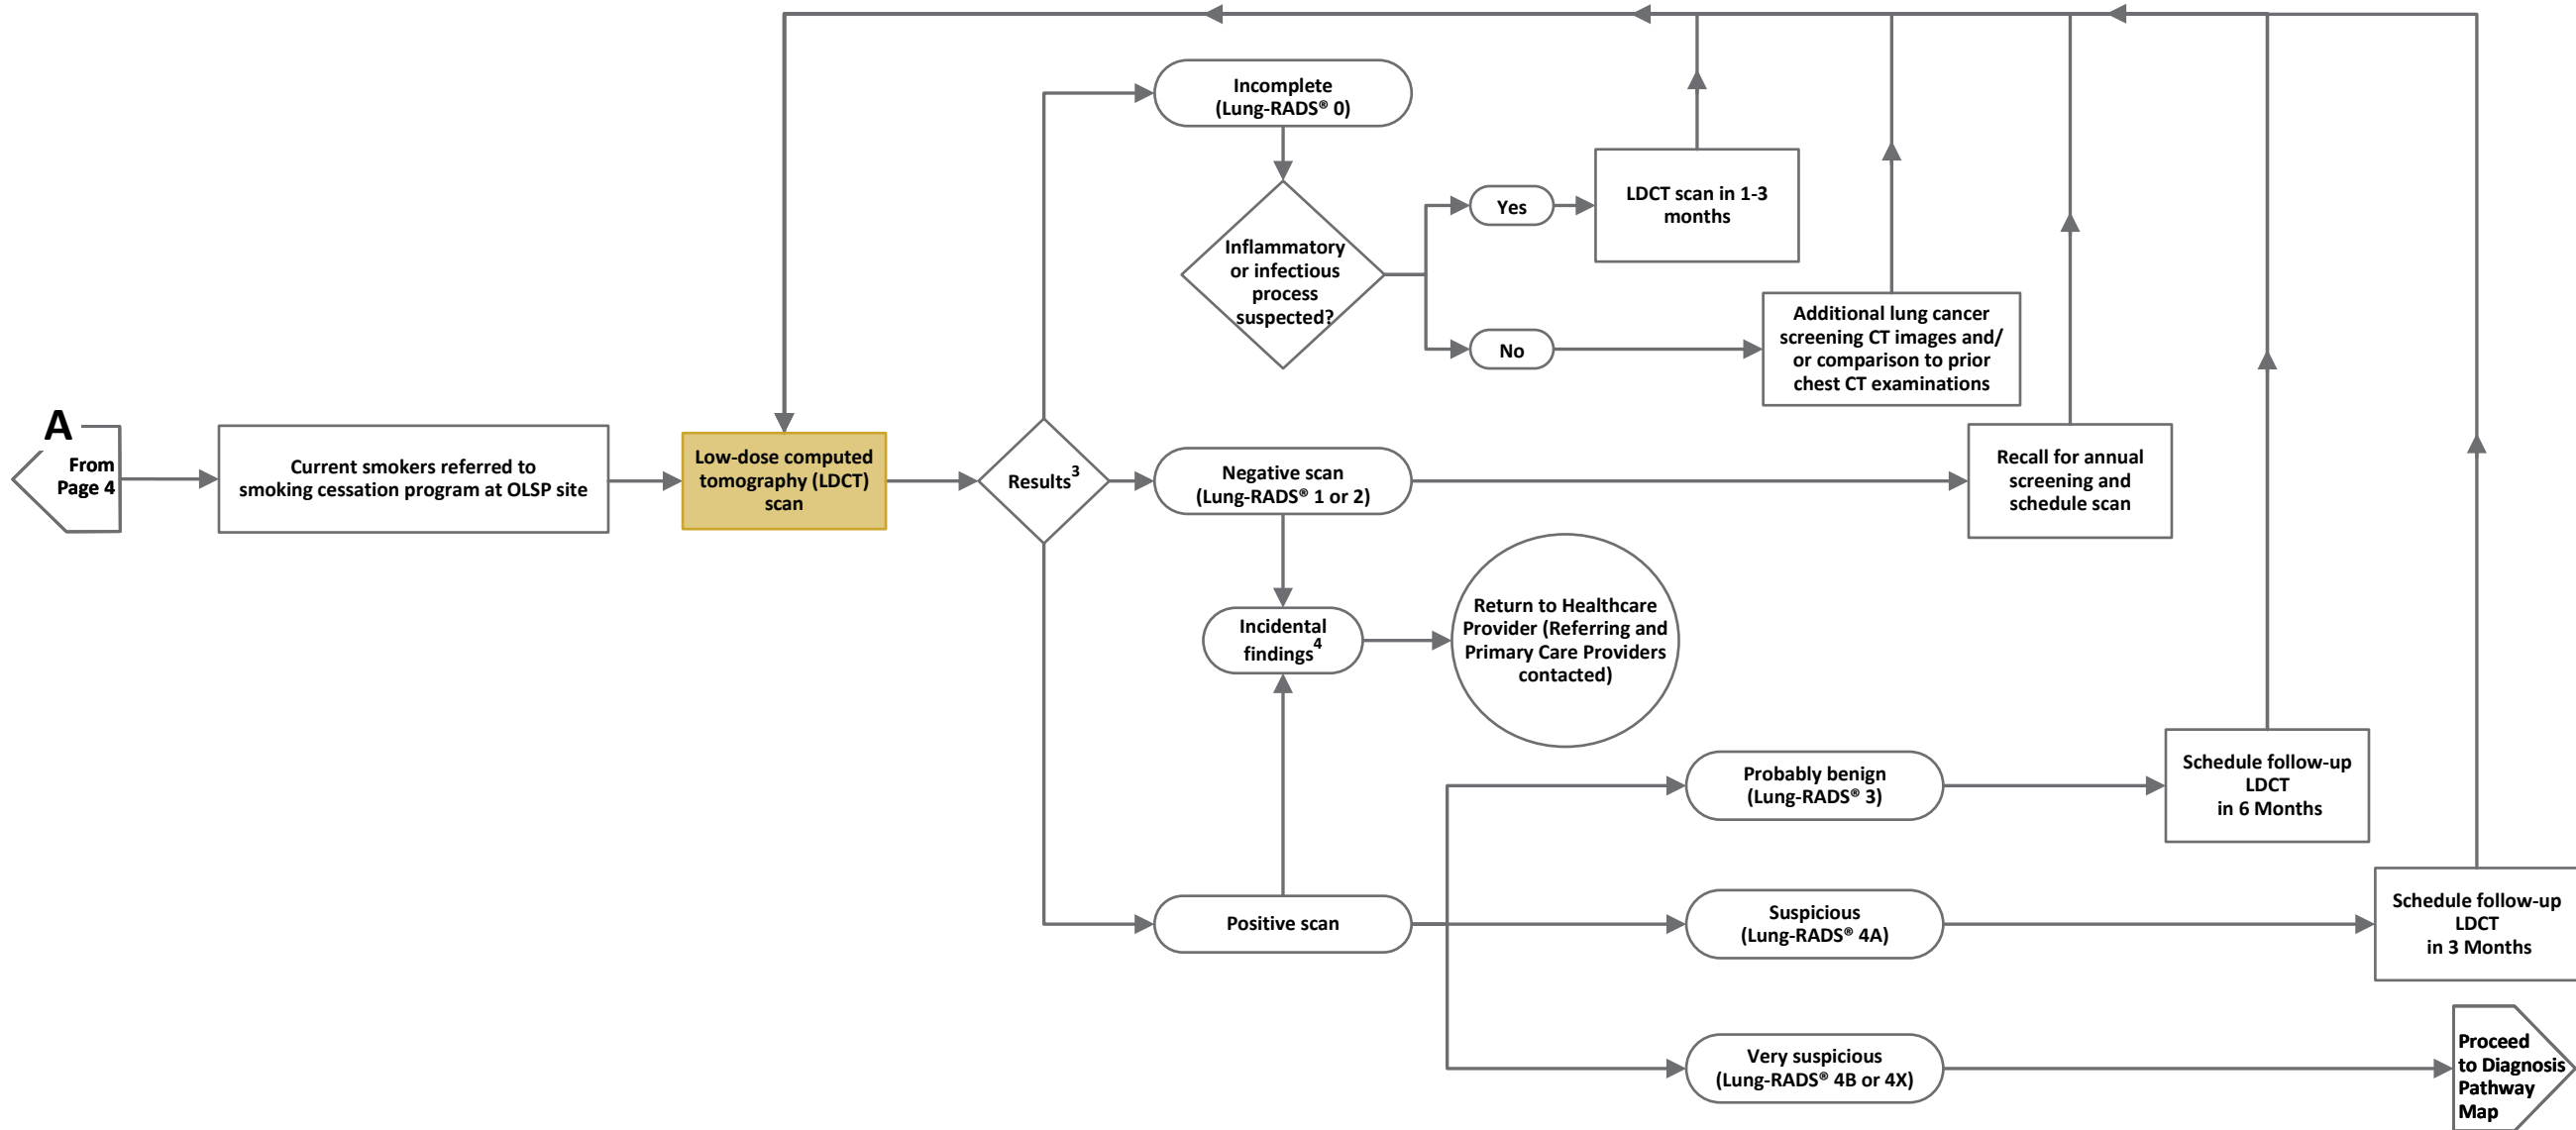 Incomplete
(Lung-RADS® 0)
Inflammatory
or infectious
process
suspected?
Yes
LDCT scan in 1-3
months
No
Additional lung cancer
screening CT images and/
or comparison to prior
chest CT examinations
A
From
Page 4
Current smokers referred to
smoking cessation program at OLSP site
Low-dose computed
tomography (LDCT)
scan
Results³
Negative scan
(Lung-RADS® 1 or 2)
Recall for annual
screening and
schedule scan
Incidental
findings⁴
Return to Healthcare
Provider (Referring and
Primary Care Providers
contacted)
Probably benign
(Lung-RADS® 3)
Schedule follow-up
LDCT
in 6 Months
Positive scan
Suspicious
(Lung-RADS® 4A)
Schedule follow-up
LDCT
in 3 Months
Very suspicious
(Lung-RADS® 4B or 4X)
Proceed
to Diagnosis
Pathway
Map